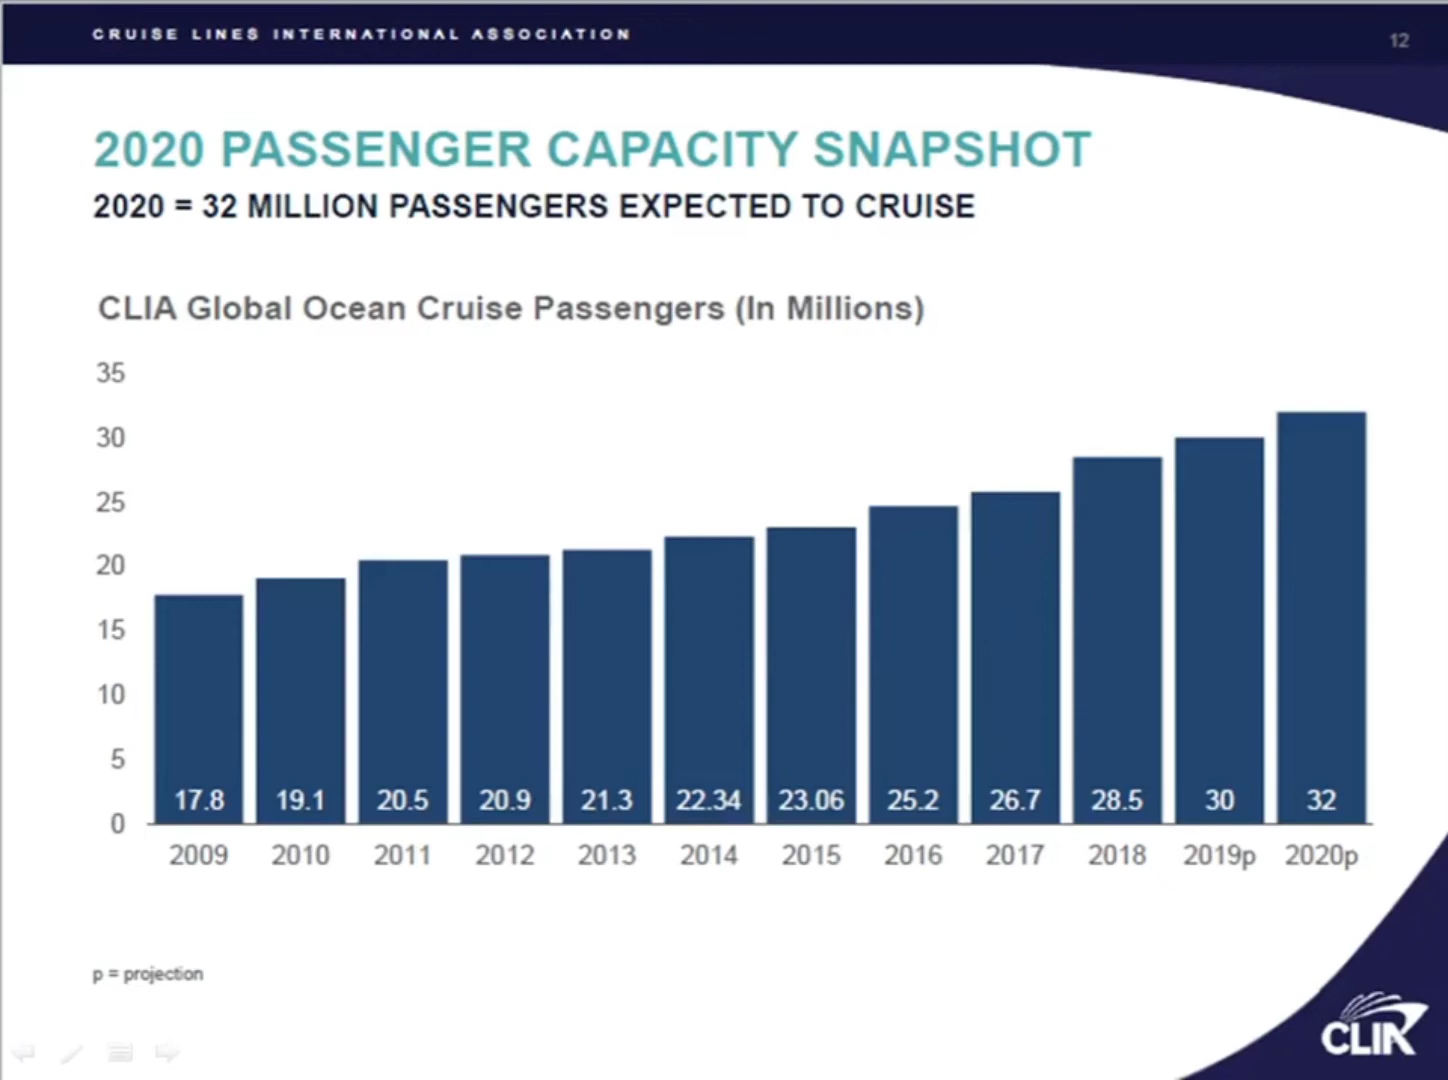 CRUISE LINES INTERNATIONAL ASSOCIATION
12
2020 PASSENGER CAPACITY SNAPSHOT
2020 = 32 MILLION PASSENGERS EXPECTED TO CRUISE
CLIA Global Ocean Cruise Passengers (In Millions)
35
30
25
20
15
10
5
0
17.8 19.1 20.5 20.9 21.3 22.34 23.06 25.2 26.7 28.5 30 32
2009 2010 2011 2012 2013 2014 2015 2016 2017 2018 2019p 2020p
p = projection
CLIA